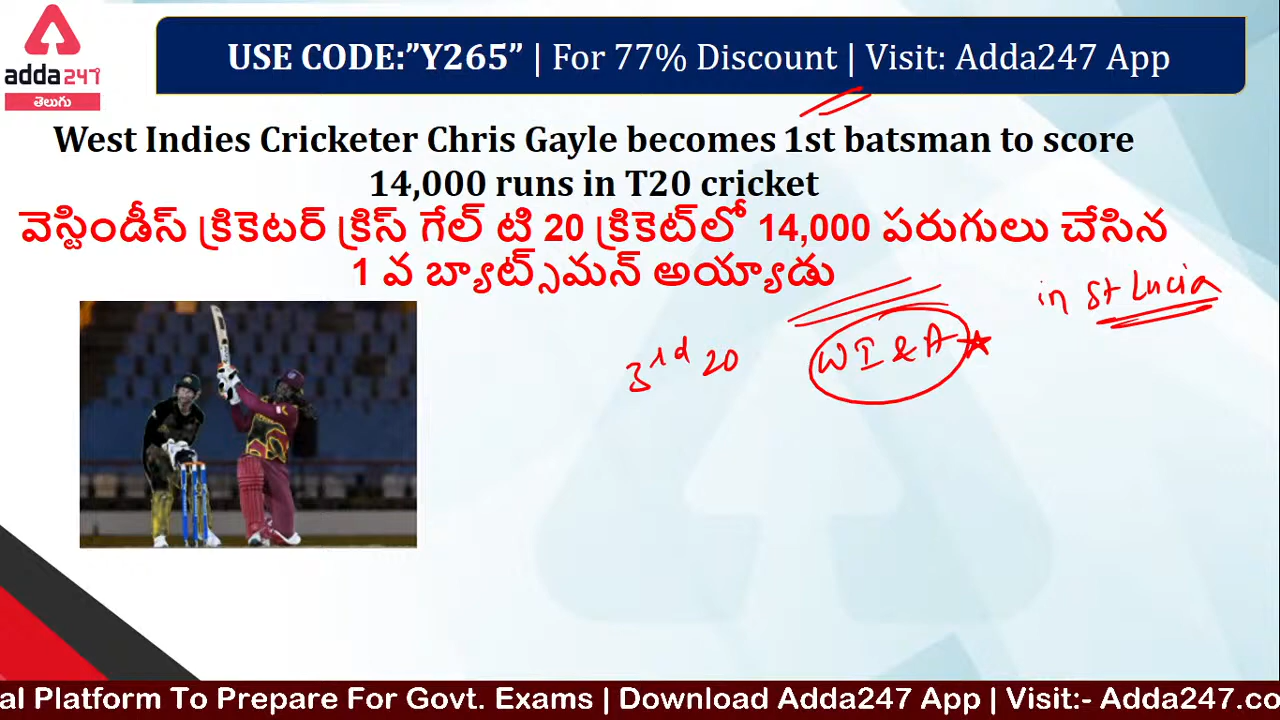 adda247
తెలుగు
USE CODE:”Y265” | For 77% Discount | Visit: Adda247 App
West Indies Cricketer Chris Gayle becomes 1st batsman to score
14,000 runs in T20 cricket
వెస్టిండీస్ క్రికెటర్ క్రిస్ గేల్ టి 20 క్రికెట్‌లో 14,000 పరుగులు చేసిన
1 వ బ్యాట్స్‌మన్ అయ్యాడు
in St Lucia
3rd 20
WI & A
al Platform To Prepare For Govt. Exams | Download Adda247 App | Visit:- Adda247.co